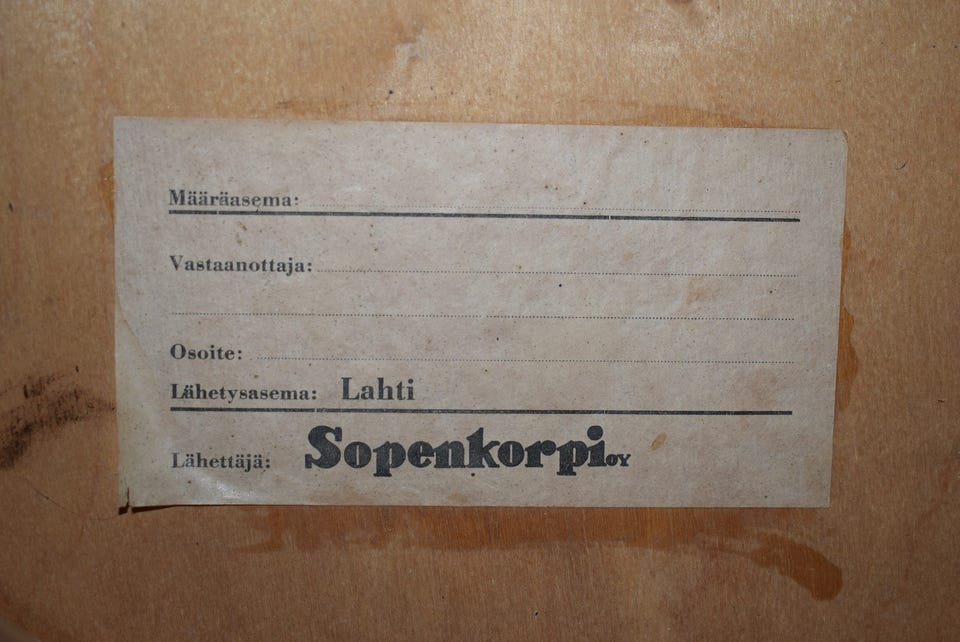 Määräasema:
Vastaanottaja:
Osoite:
Lähetysasema: Lahti
Lähettäjä: Sopenkorpi OY